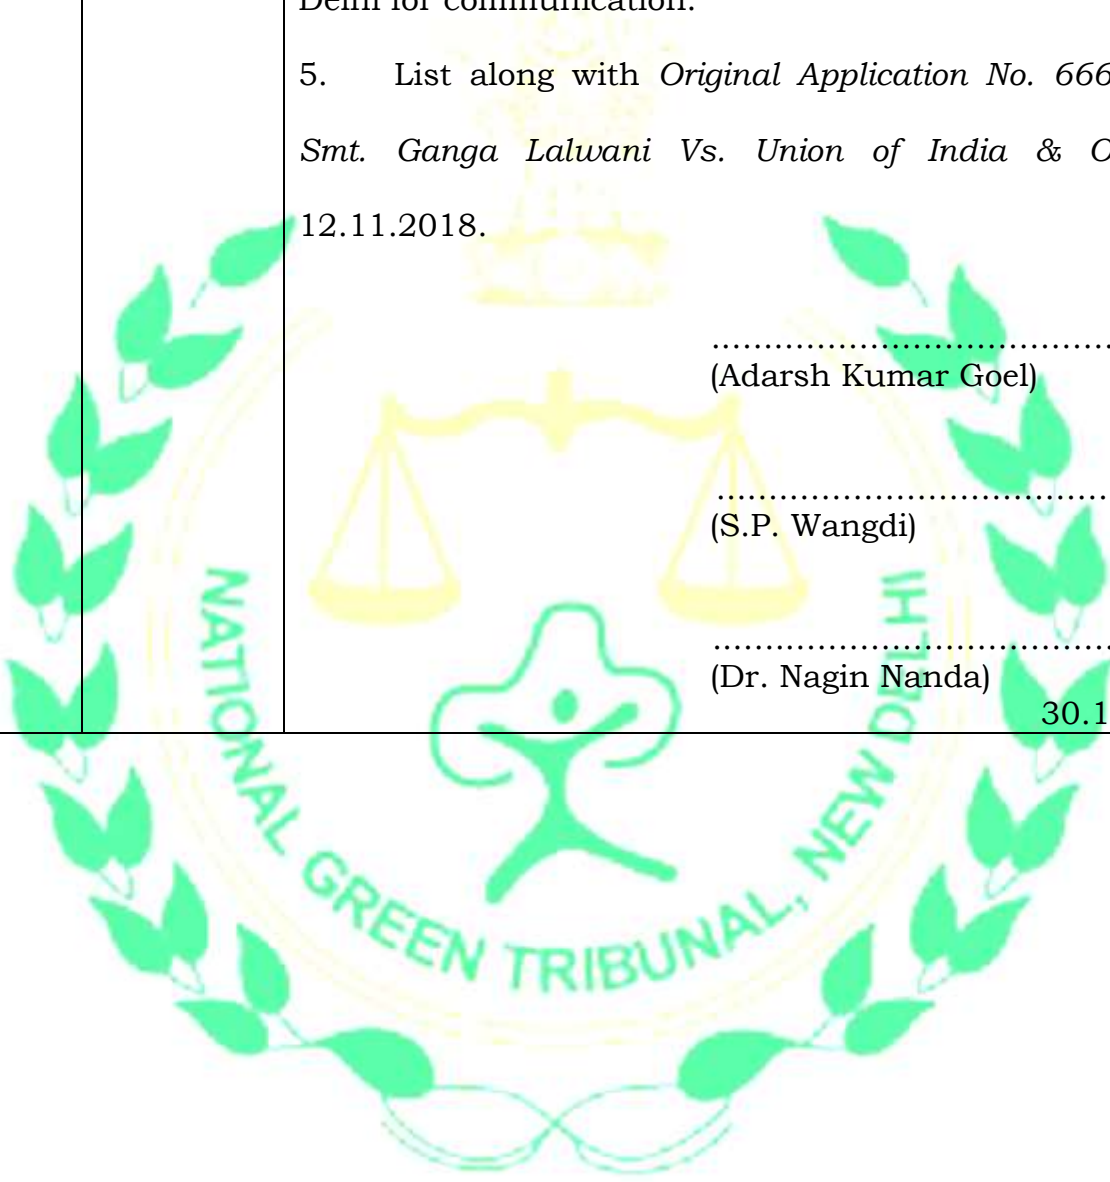 Delhi for communication.
5. List along with Original Application No. 666
Smt. Ganga Lalwani Vs. Union of India &
12.11.2018.
........................................
(Adarsh Kumar Goel)
........................................
(S.P. Wangdi)
........................................
(Dr. Nagin Nanda)
30.1
NATIONAL GREEN TRIBUNAL, NEW DELHI